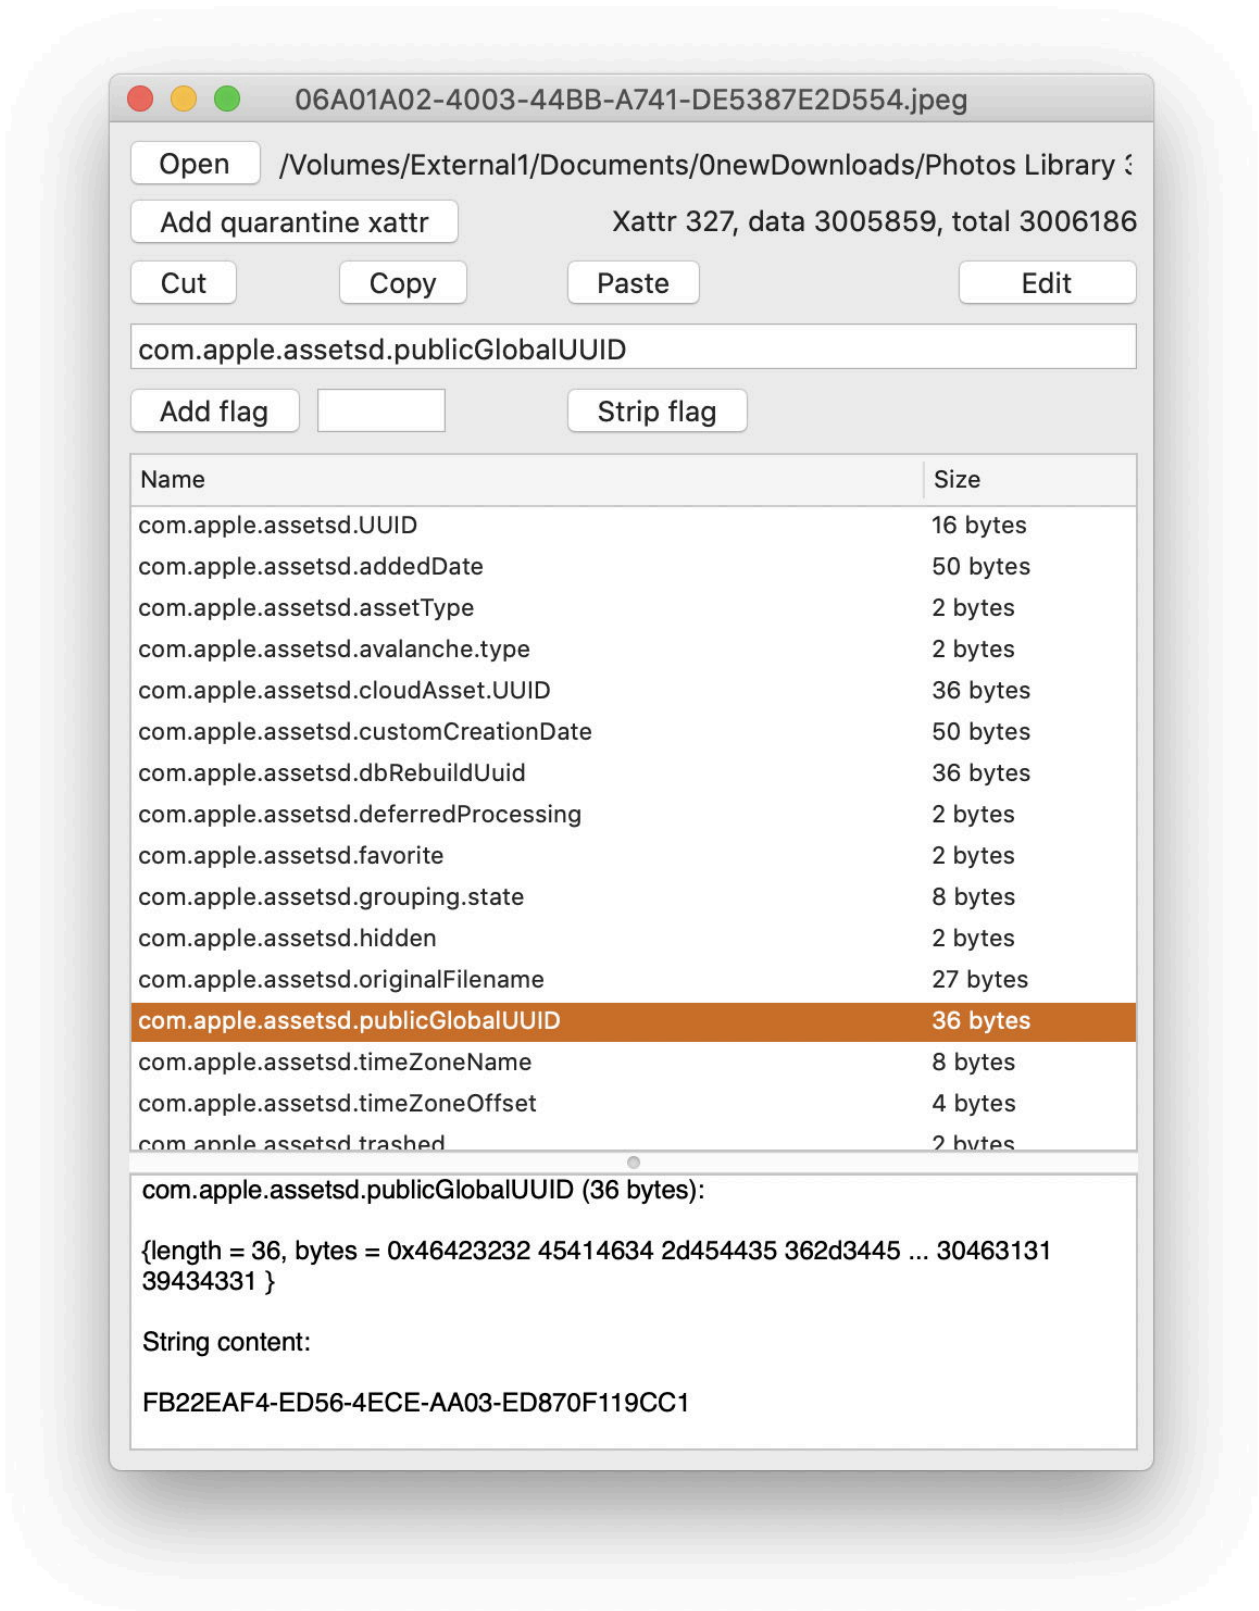 06A01A02-4003-44BB-A741-DE5387E2D554.jpeg
Open /Volumes/External1/Documents/0newDownloads/Photos Library
Add quarantine xattr Xattr 327, data 3005859, total 3006186
Cut Copy Paste Edit
com.apple.assetsd.publicGlobalUUID
Add flag Strip flag
Name Size
com.apple.assetsd.UUID 16 bytes
com.apple.assetsd.addedDate 50 bytes
com.apple.assetsd.assetType 2 bytes
com.apple.assetsd.avalanche.type 2 bytes
com.apple.assetsd.cloudAsset.UUID 36 bytes
com.apple.assetsd.customCreationDate 50 bytes
com.apple.assetsd.dbRebuildUuid 36 bytes
com.apple.assetsd.deferredProcessing 2 bytes
com.apple.assetsd.favorite 2 bytes
com.apple.assetsd.grouping.state 8 bytes
com.apple.assetsd.hidden 2 bytes
com.apple.assetsd.originalFilename 27 bytes
com.apple.assetsd.publicGlobalUUID 36 bytes
com.apple.assetsd.timeZoneName 8 bytes
com.apple.assetsd.timeZoneOffset 4 bytes
com.apple.assetsd.trashed 2 bytes
com.apple.assetsd.publicGlobalUUID (36 bytes):
{length = 36, bytes = 0x46423232 45414634 2d454435 362d3445 ... 30463131
39434331 }
String content:
FB22EAF4-ED56-4ECE-AA03-ED870F119CC1